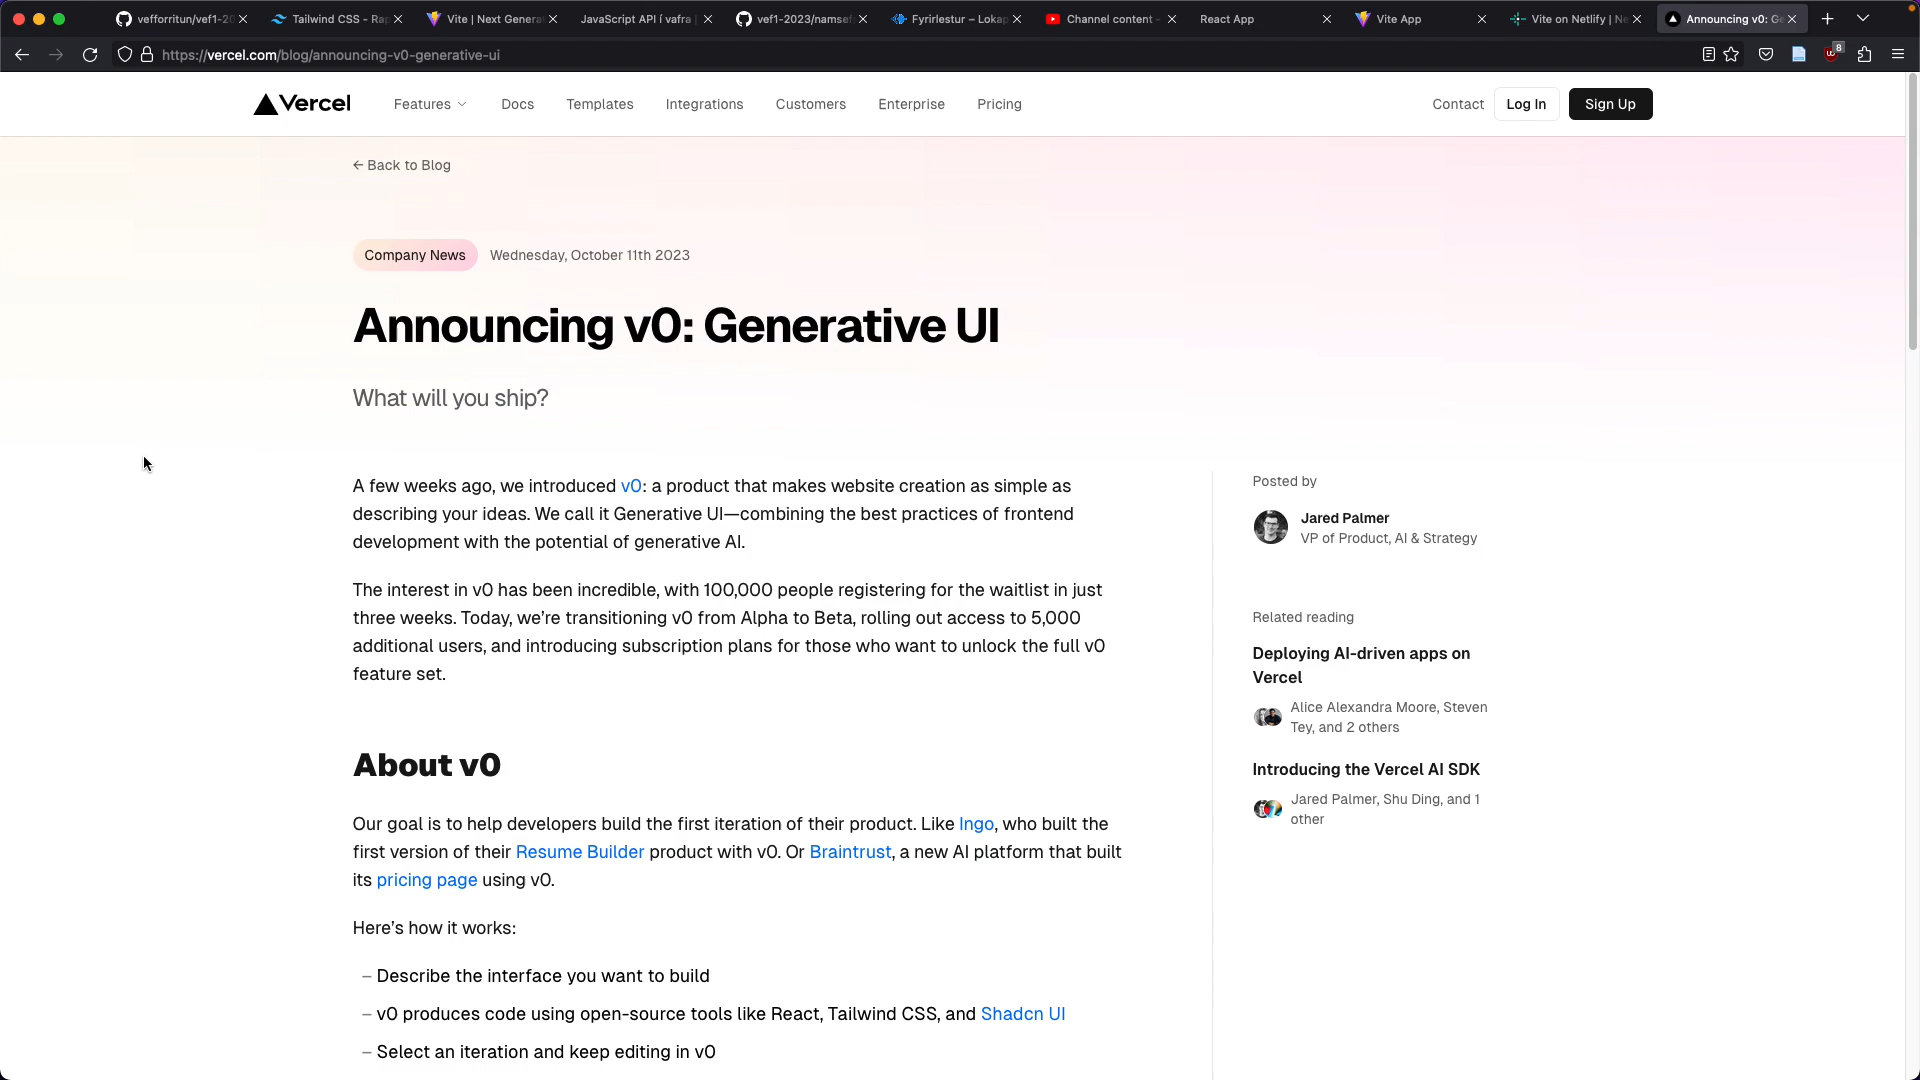 vefforritun/vef1-20
Tailwind CSS - Rap
Vite | Next Generat
JavaScript API í vafra |
vef1-2023/namsef
Fyrirlestur – Lokap
Channel content -
React App
Vite App
Vite on Netlify | Ne
Announcing v0: Ge
https://vercel.com/blog/announcing-v0-generative-ui
8
Vercel
Features
Docs
Templates
Integrations
Customers
Enterprise
Pricing
Contact
Log In
Sign Up
← Back to Blog
Company News
Wednesday, October 11th 2023
Announcing v0: Generative UI
What will you ship?
A few weeks ago, we introduced v0: a product that makes website creation as simple as
describing your ideas. We call it Generative UI—combining the best practices of frontend
development with the potential of generative AI.
The interest in v0 has been incredible, with 100,000 people registering for the waitlist in just
three weeks. Today, we’re transitioning v0 from Alpha to Beta, rolling out access to 5,000
additional users, and introducing subscription plans for those who want to unlock the full v0
feature set.
About v0
Our goal is to help developers build the first iteration of their product. Like Ingo, who built the
first version of their Resume Builder product with v0. Or Braintrust, a new AI platform that built
its pricing page using v0.
Here’s how it works:
– Describe the interface you want to build
– v0 produces code using open-source tools like React, Tailwind CSS, and Shadcn UI
– Select an iteration and keep editing in v0
Posted by
Jared Palmer
VP of Product, AI & Strategy
Related reading
Deploying AI-driven apps on
Vercel
Alice Alexandra Moore, Steven
Tey, and 2 others
Introducing the Vercel AI SDK
Jared Palmer, Shu Ding, and 1
other